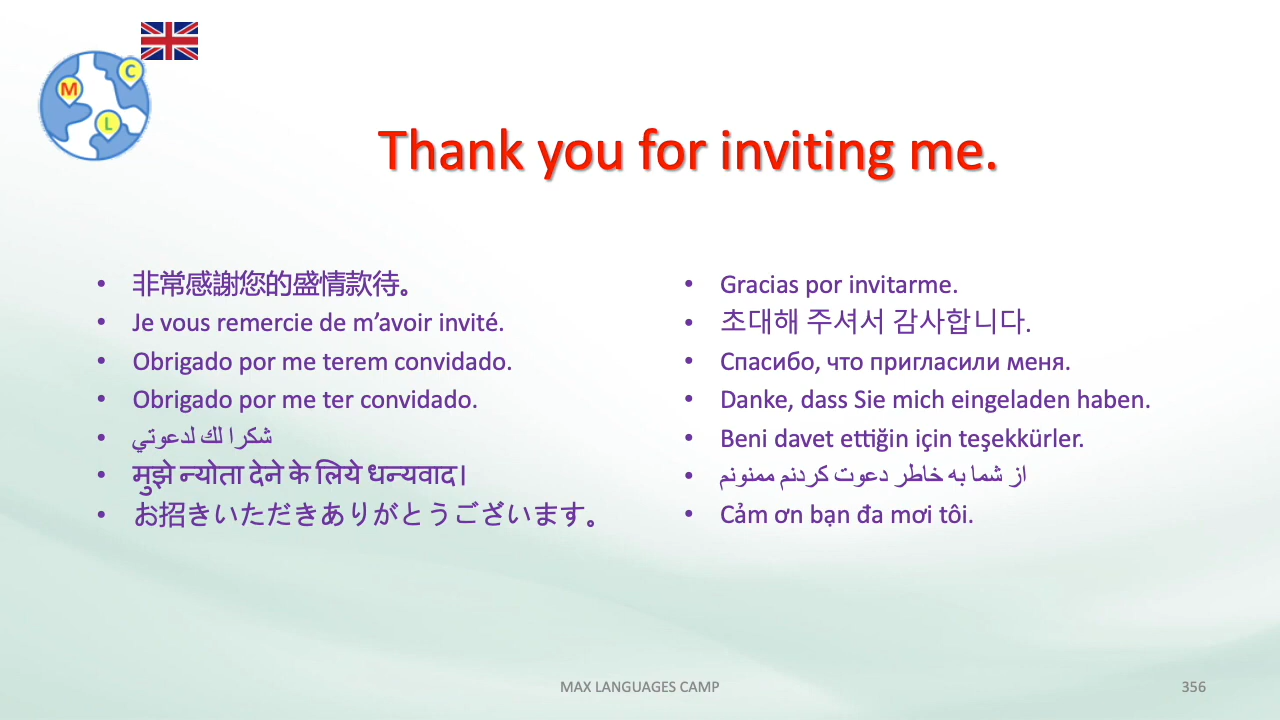 M
C
L
Thank you for inviting me.
• 非常感謝您的盛情款待。
• Je vous remercie de m’avoir invité.
• Obrigado por me terem convidado.
• Obrigado por me ter convidado.
• شكرا لك لدعوتي
• मुझे न्योता देने के लिये धन्यवाद।
• お招きいただきありがとうございます。
• Gracias por invitarme.
• 초대해 주셔서 감사합니다.
• Спасибо, что пригласили меня.
• Danke, dass Sie mich eingeladen haben.
• Beni davet ettiğin için teşekkürler.
• از شما به خاطر دعوت کردنم ممنونم
• Cảm ơn bạn đa mơi tôi.
MAX LANGUAGES CAMP
356